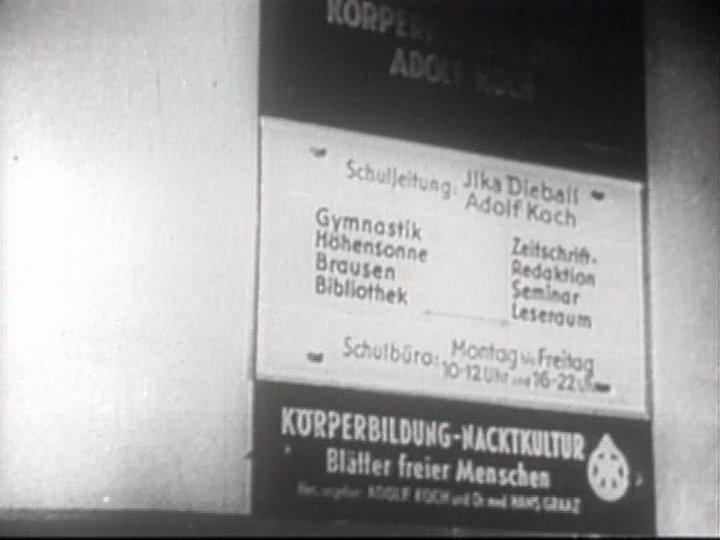 KÖRPER
ADOLF KOCH
Schulleitung: Jlka Dieball
Adolf Koch
Gymnastik
Höhensonne
Brausen
Bibliothek
Zeitschrift.
Redaktion
Seminar
Leseraum
Schulbüro: Montag bis Freitag
10-12 Uhr und 16-22 Uhr
KÖRPERBILDUNG-NACKTKULTUR
Blätter freier Menschen
ADOLF KOCH und Dr. med. HANS GRAAZ